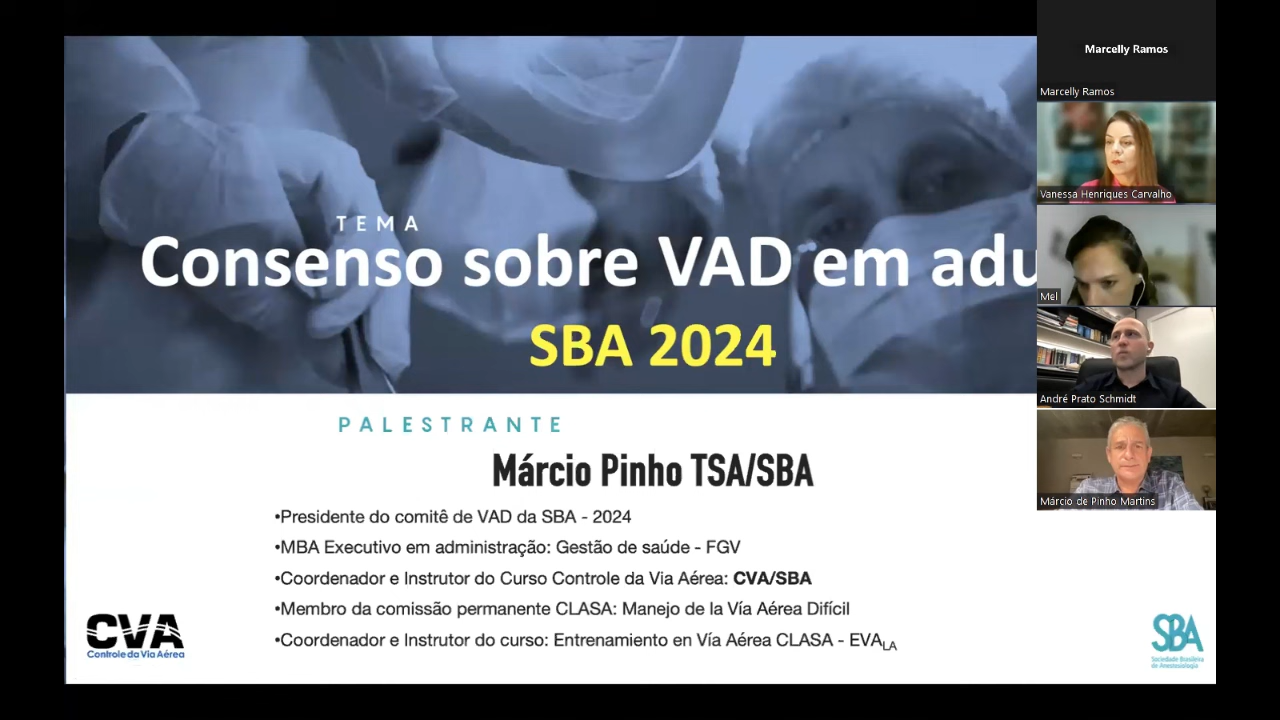 TEMA
Consenso sobre VAD em adu
SBA 2024
PALESTRANTE
Márcio Pinho TSA/SBA
•Presidente do comitê de VAD da SBA - 2024
•MBA Executivo em administração: Gestão de saúde - FGV
•Coordenador e Instrutor do Curso Controle da Via Aérea: CVA/SBA
•Membro da comissão permanente CLASA: Manejo de la Vía Aérea Difícil
•Coordenador e Instrutor do curso: Entrenamiento en Vía Aérea CLASA - EVALA
CVA
Controle da Via Aérea
SBA
Sociedade Brasileira
de Anestesiologia
Marcelly Ramos
Marcelly Ramos
Vanessa Henriques Carvalho
Mel
André Prato Schmidt
Márcio de Pinho Martins